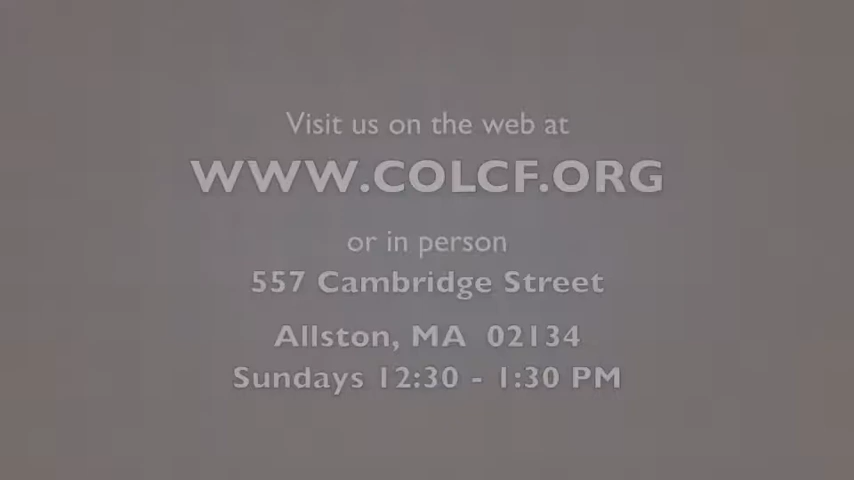 Visit us on the web at
WWW.COLCF.ORG
or in person
557 Cambridge Street
Allston, MA 02134
Sundays 12:30 - 1:30 PM